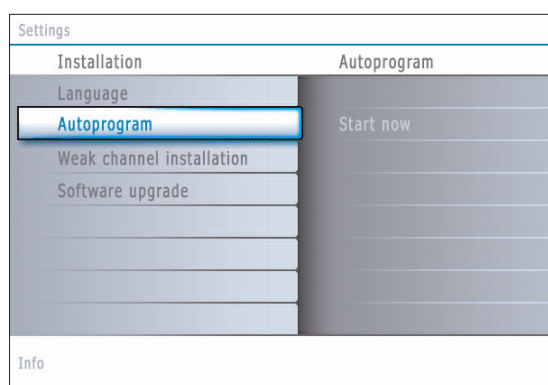 Settings
Installation
Autoprogram
Language
Autoprogram
Start now
Weak channel installation
Software upgrade
Info